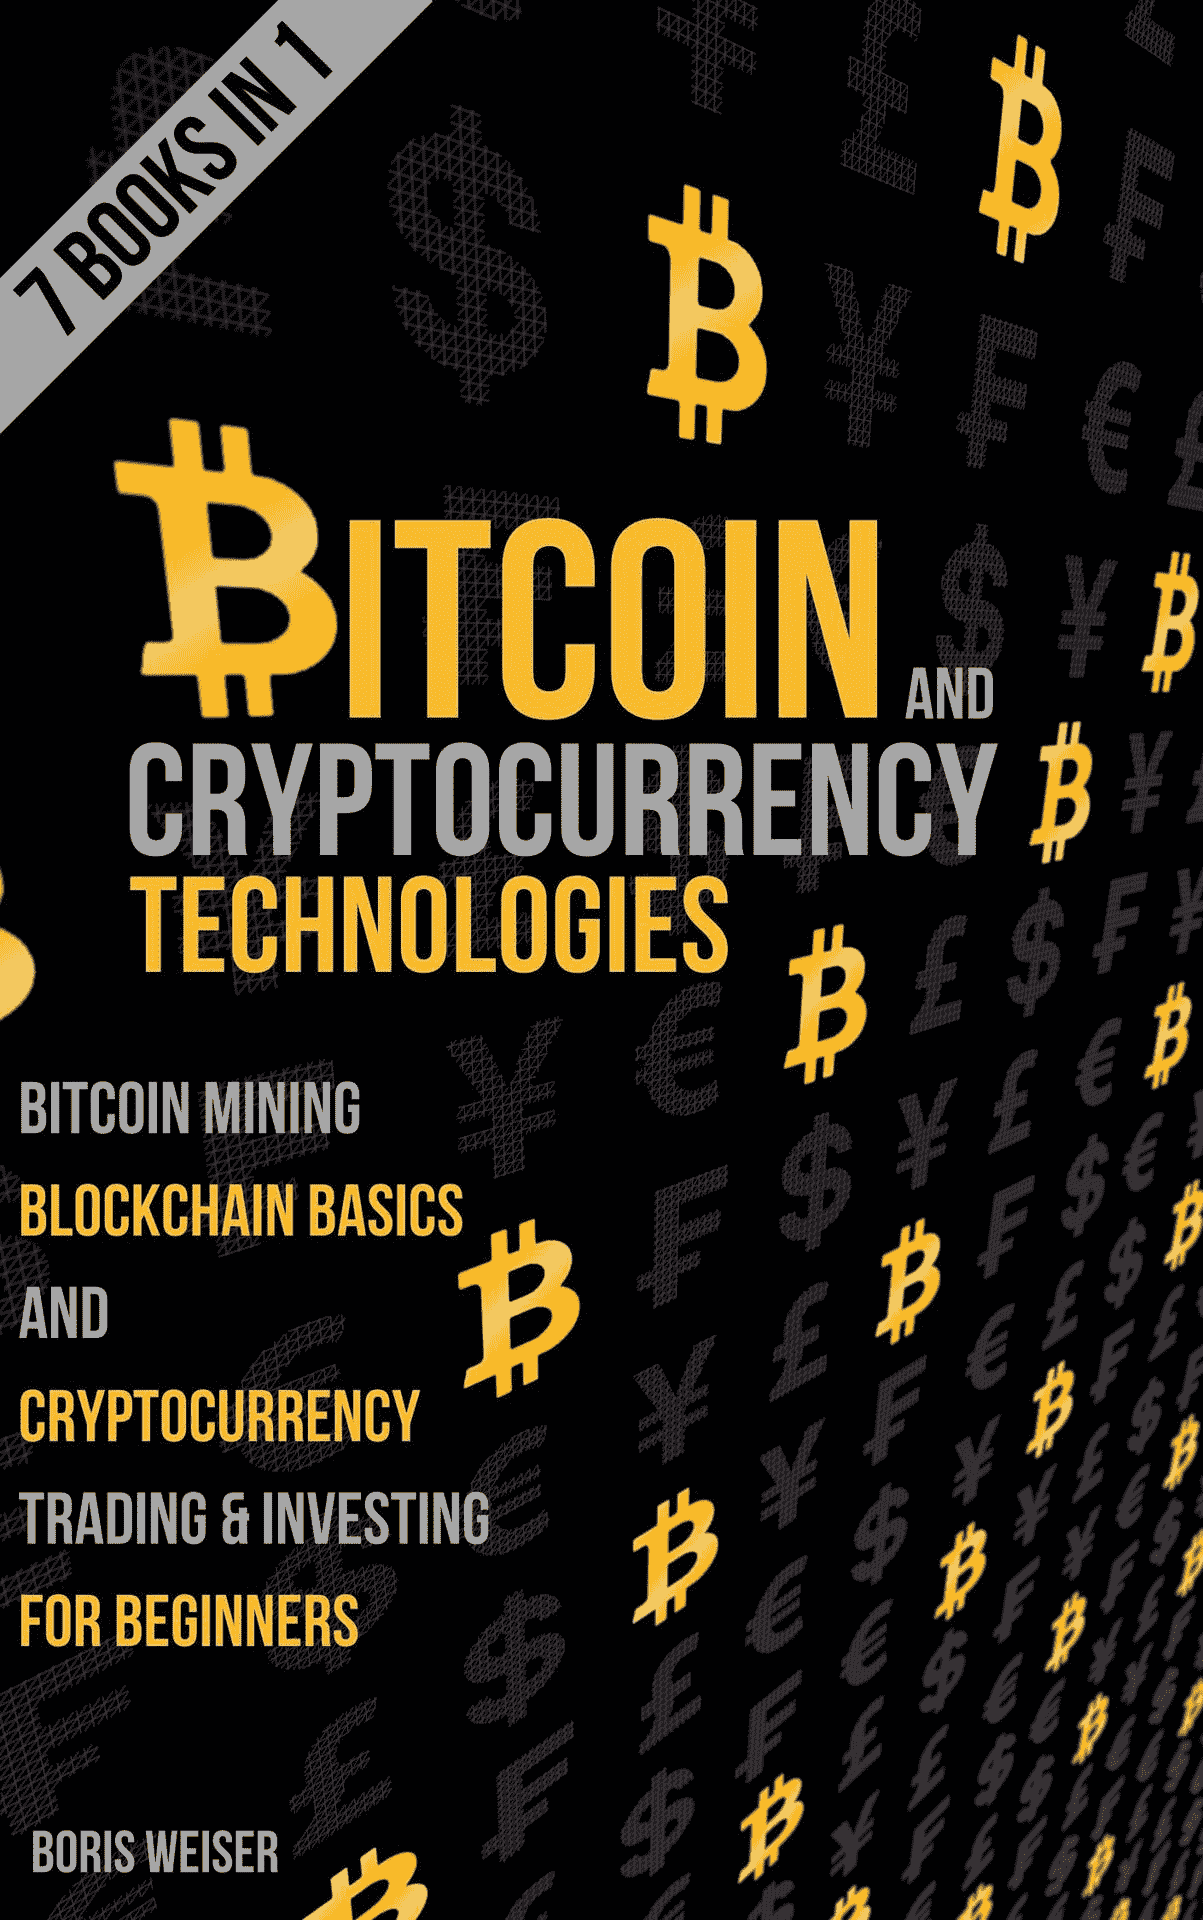 7 BOOKS IN 1
₿ITCOIN AND
CRYPTOCURRENCY
TECHNOLOGIES
BITCOIN MINING
BLOCKCHAIN BASICS
AND
CRYPTOCURRENCY
TRADING & INVESTING
FOR BEGINNERS
BORIS WEISER